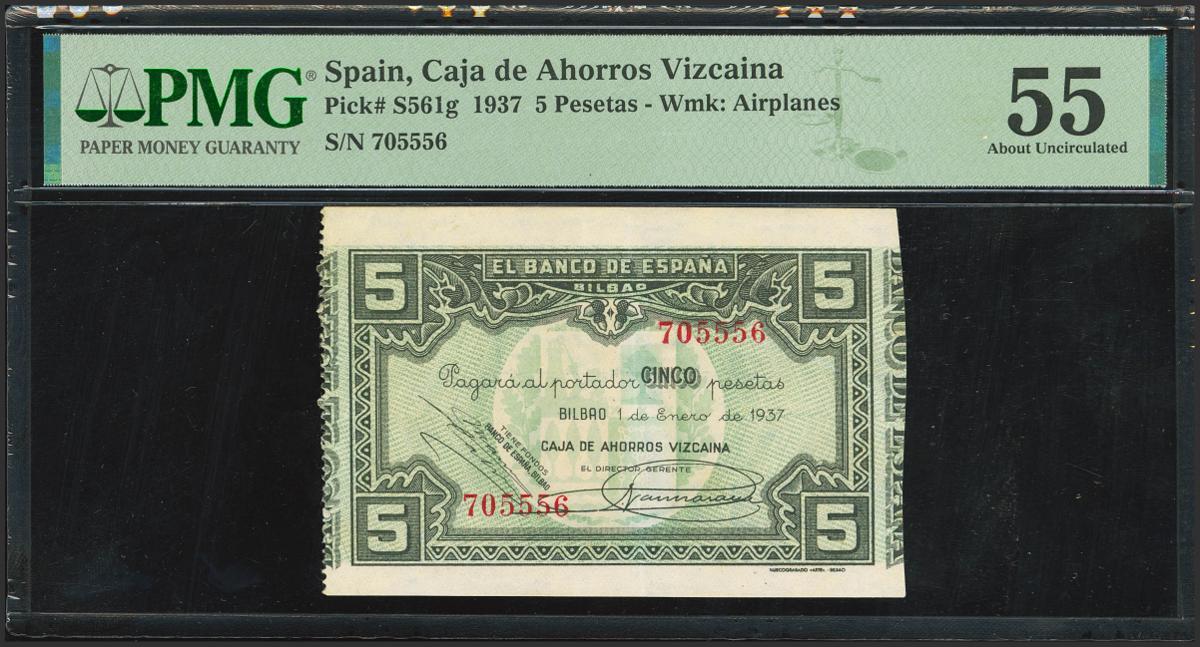 PMG®
PAPER MONEY GUARANTY
Spain, Caja de Ahorros Vizcaina
Pick# S561g 1937 5 Pesetas - Wmk: Airplanes
S/N 705556
55
About Uncirculated
5 EL BANCO DE ESPAÑA 5
BILBAO
705556
Pagará al portador CINCO pesetas
BILBAO 1 de Enero de 1937
CAJA DE AHORROS VIZCAINA
TIENE FONDOS
BANCO DE ESPAÑA, BILBAO
EL DIRECTOR GERENTE
705556
5 5